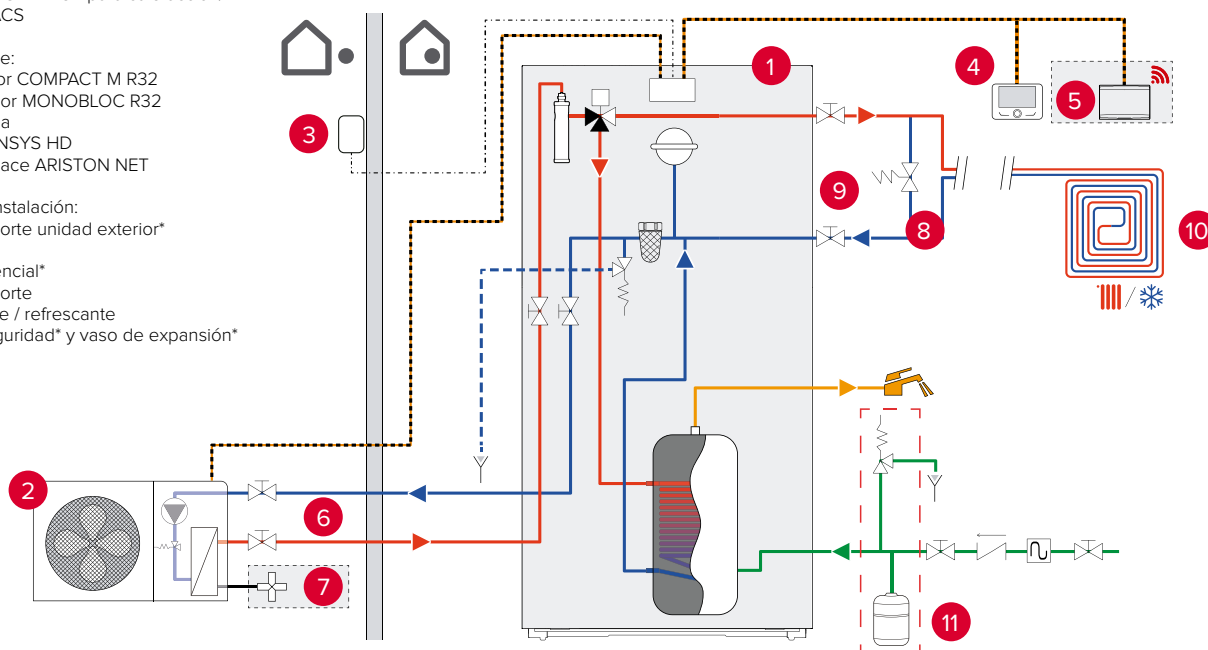 ACS
e:
or COMPACT M R32
or MONOBLOC R32
a
NSYS HD
ace ARISTON NET
nstalación:
orte unidad exterior*
encial*
orte
e / refrescante
guridad* y vaso de expansión*
1
2
3
4
5
6
7
8
9
10
11
/